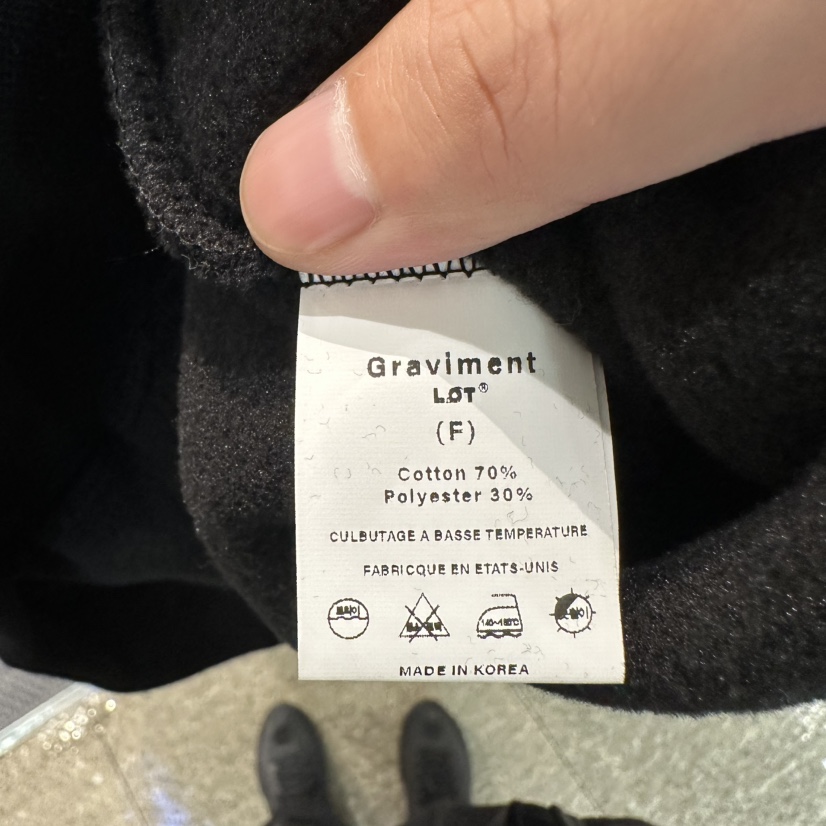 Graviment
LOT®
(F)
Cotton 70%
Polyester 30%
CULBUTAGE A BASSE TEMPERATURE
FABRICQUE EN ETATS-UNIS
MADE IN KOREA